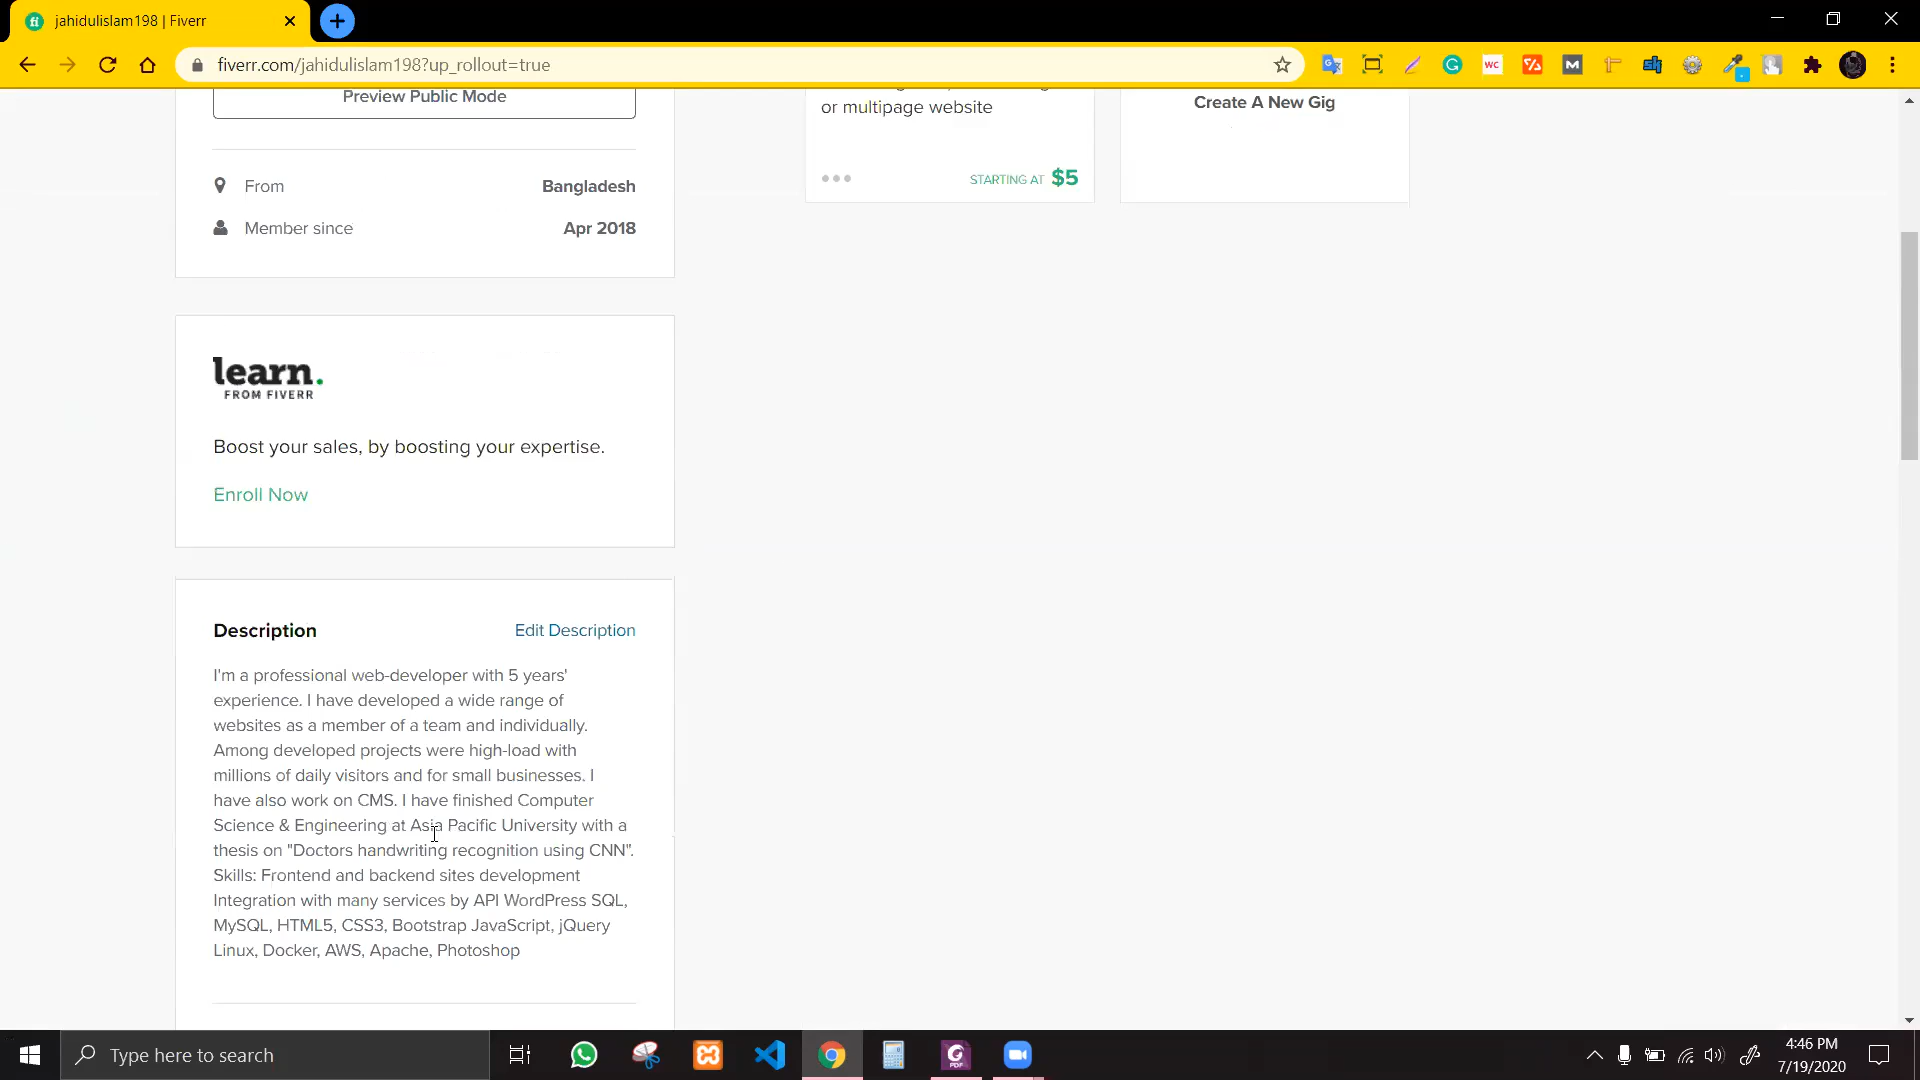 jahidulislam198 | Fiverr
fiverr.com/jahidulislam198?up_rollout=true
Preview Public Mode
From Bangladesh
Member since Apr 2018
or multipage website
STARTING AT $5
Create A New Gig
learn.
FROM FIVERR
Boost your sales, by boosting your expertise.
Enroll Now
Description Edit Description
I'm a professional web-developer with 5 years'
experience. I have developed a wide range of
websites as a member of a team and individually.
Among developed projects were high-load with
millions of daily visitors and for small businesses. I
have also work on CMS. I have finished Computer
Science & Engineering at Asia Pacific University with a
thesis on "Doctors handwriting recognition using CNN".
Skills: Frontend and backend sites development
Integration with many services by API WordPress SQL,
MySQL, HTML5, CSS3, Bootstrap JavaScript, jQuery
Linux, Docker, AWS, Apache, Photoshop
Type here to search
4:46 PM
7/19/2020